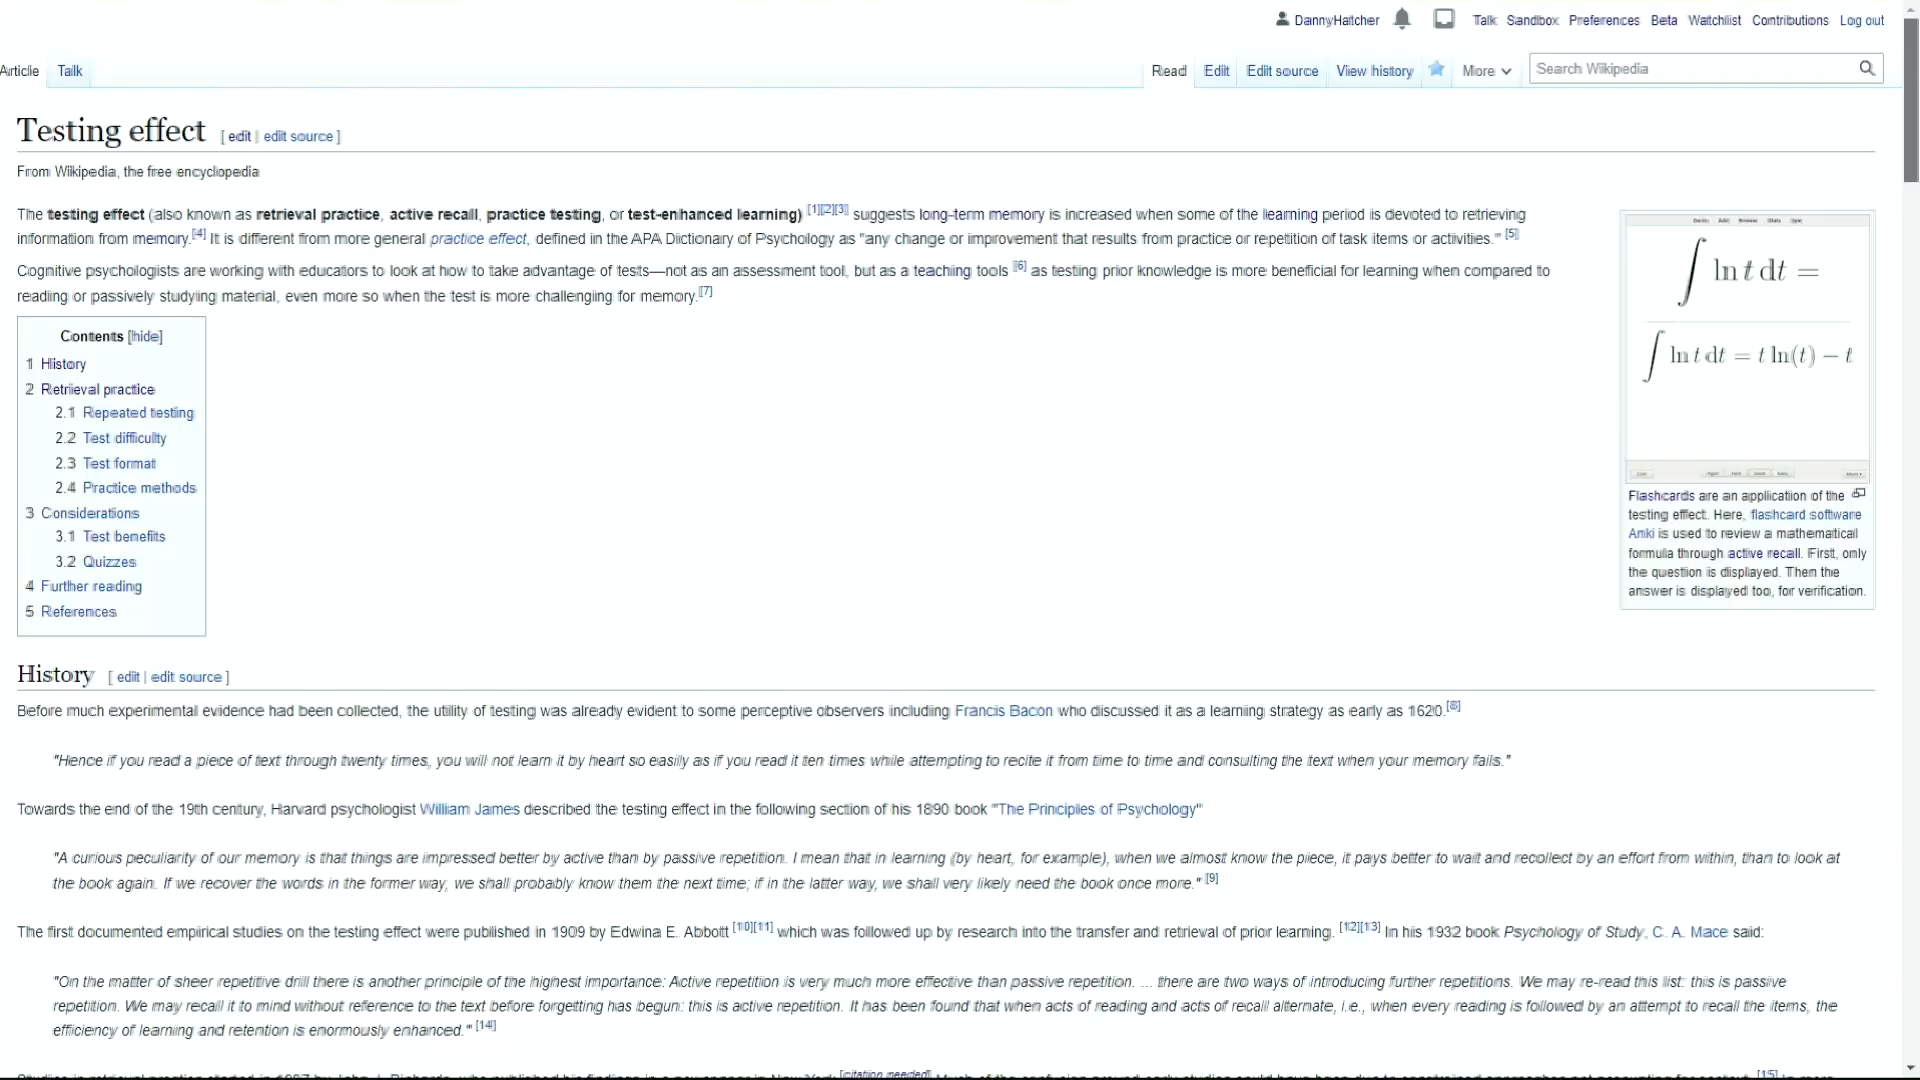 DannyHatcher Talk Sandbox Preferences Beta Watchlist Contributions Log out
Article Talk Read Edit Edit source View history More Search Wikipedia
Testing effect [ edit | edit source ]
From Wikipedia, the free encyclopedia
The testing effect (also known as retrieval practice, active recall, practice testing, or test-enhanced learning) [1][2][3] suggests long-term memory is increased when some of the learning period is devoted to retrieving
information from memory.[4] It is different from more general practice effect, defined in the APA Dictionary of Psychology as "any change or improvement that results from practice or repetition of task items or activities." [5]
Cognitive psychologists are working with educators to look at how to take advantage of tests—not as an assessment tool, but as a teaching tools [6] as testing prior knowledge is more beneficial for learning when compared to
reading or passively studying material, even more so when the test is more challenging for memory.[7]
∫ ln t dt =
∫ ln t dt = t ln(t) − t
Flashcards are an application of the
testing effect. Here, flashcard software
Anki is used to review a mathematical
formula through active recall. First, only
the question is displayed. Then the
answer is displayed too, for verification.
Contents [hide]
1 History
2 Retrieval practice
2.1 Repeated testing
2.2 Test difficulty
2.3 Test format
2.4 Practice methods
3 Considerations
3.1 Test benefits
3.2 Quizzes
4 Further reading
5 References
History [ edit | edit source ]
Before much experimental evidence had been collected, the utility of testing was already evident to some perceptive observers including Francis Bacon who discussed it as a learning strategy as early as 1620.[8]
"Hence if you read a piece of text through twenty times, you will not learn it by heart so easily as if you read it ten times while attempting to recite it from time to time and consulting the text when your memory fails."
Towards the end of the 19th century, Harvard psychologist William James described the testing effect in the following section of his 1890 book "The Principles of Psychology"
"A curious peculiarity of our memory is that things are impressed better by active than by passive repetition. I mean that in learning (by heart, for example), when we almost know the piece, it pays better to wait and recollect by an effort from within, than to look at
the book again. If we recover the words in the former way, we shall probably know them the next time; if in the latter way, we shall very likely need the book once more." [9]
The first documented empirical studies on the testing effect were published in 1909 by Edwina E. Abbott [10][11] which was followed up by research into the transfer and retrieval of prior learning. [12][13] In his 1932 book Psychology of Study, C. A. Mace said:
"On the matter of sheer repetitive drill there is another principle of the highest importance: Active repetition is very much more effective than passive repetition. ... there are two ways of introducing further repetitions. We may re-read this list: this is passive
repetition. We may recall it to mind without reference to the text before forgetting has begun: this is active repetition. It has been found that when acts of reading and acts of recall alternate, i.e., when every reading is followed by an attempt to recall the items, the
efficiency of learning and retention is enormously enhanced." [14]
[citation needed] [15]